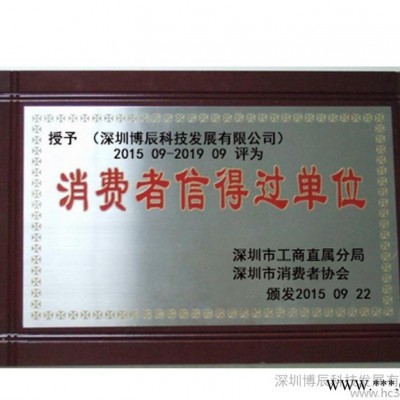 授予 （深圳博辰科技发展有限公司）
2015 09-2019 09 评为
消费者信得过单位
深圳市工商直属分局
深圳市消费者协会
颁发2015 09 22
深圳博辰科技发展有
www.hc3
www.***.